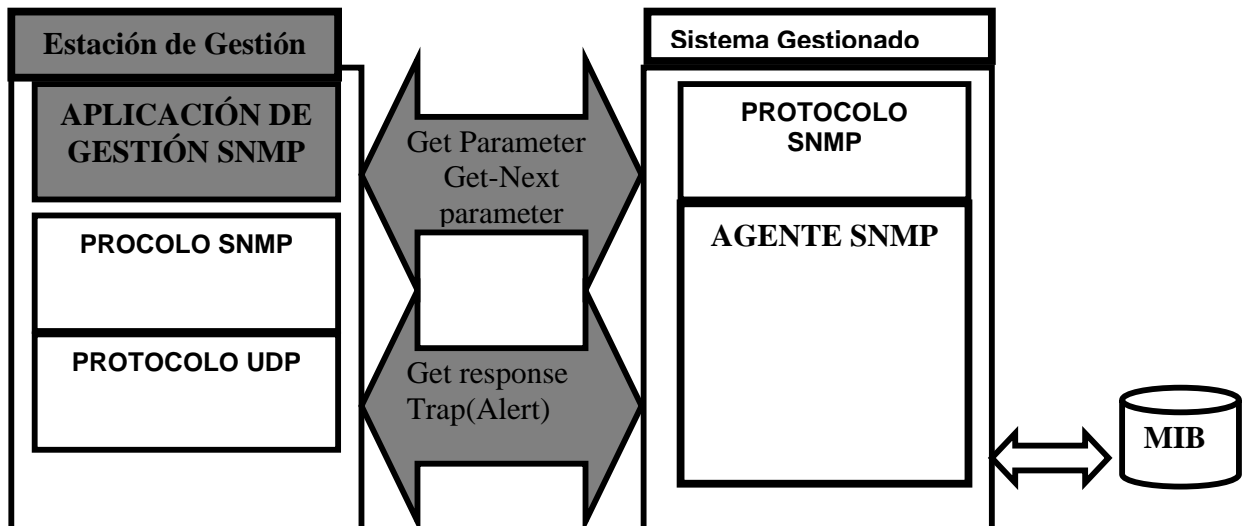 Estación de Gestión
APLICACIÓN DE
GESTIÓN SNMP
PROCOLO SNMP
PROTOCOLO UDP
Get Parameter
Get-Next
parameter
Get response
Trap(Alert)
Sistema Gestionado
PROTOCOLO
SNMP
AGENTE SNMP
MIB